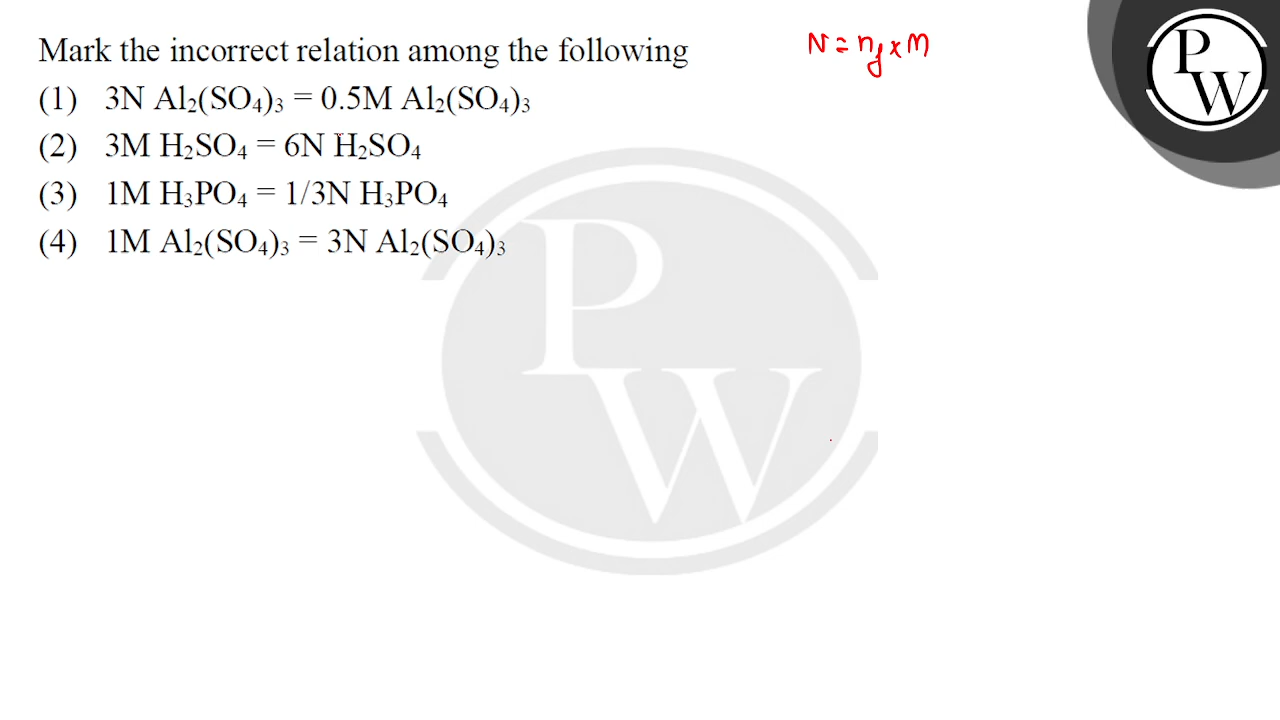 Mark the incorrect relation among the following
N = nf × M
(1) 3N Al₂(SO₄)₃ = 0.5M Al₂(SO₄)₃
(2) 3M H₂SO₄ = 6N H₂SO₄
(3) 1M H₃PO₄ = 1/3N H₃PO₄
(4) 1M Al₂(SO₄)₃ = 3N Al₂(SO₄)₃
PW
PW